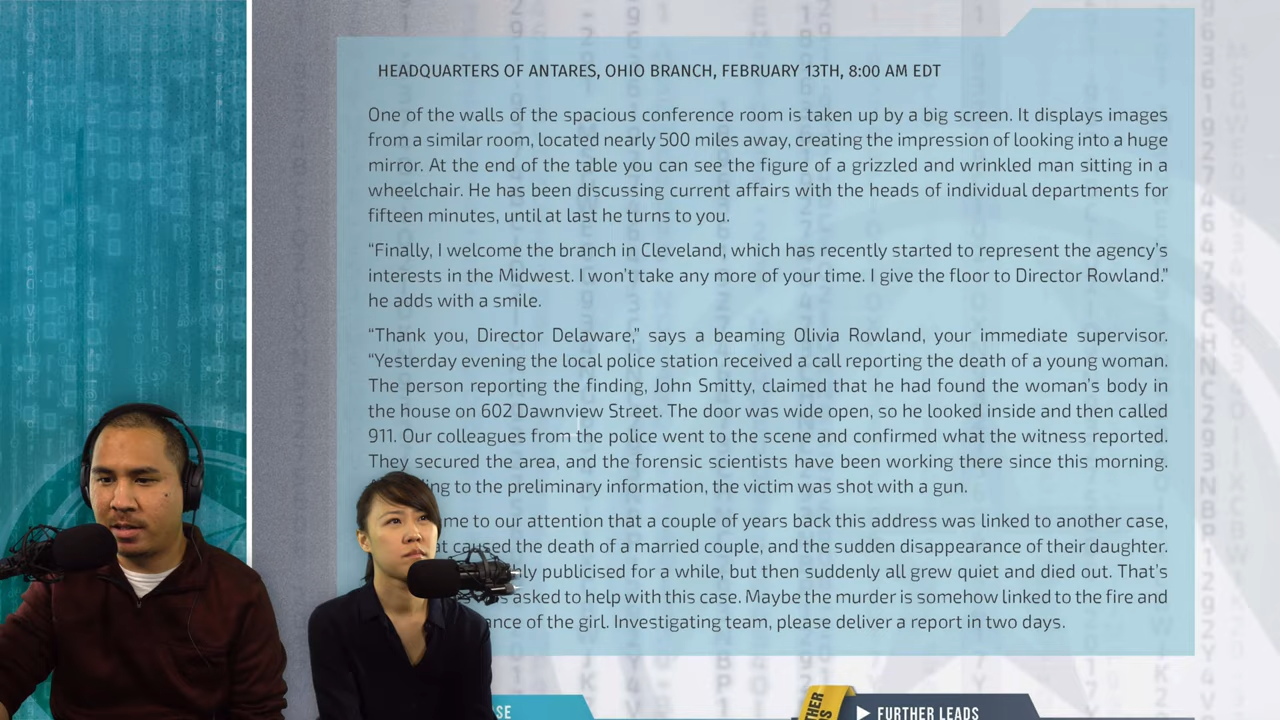 HEADQUARTERS OF ANTARES, OHIO BRANCH, FEBRUARY 13TH, 8:00 AM EDT
One of the walls of the spacious conference room is taken up by a big screen. It displays images
from a similar room, located nearly 500 miles away, creating the impression of looking into a huge
mirror. At the end of the table you can see the figure of a grizzled and wrinkled man sitting in a
wheelchair. He has been discussing current affairs with the heads of individual departments for
fifteen minutes, until at last he turns to you.
“Finally, I welcome the branch in Cleveland, which has recently started to represent the agency’s
interests in the Midwest. I won’t take any more of your time. I give the floor to Director Rowland.”
he adds with a smile.
“Thank you, Director Delaware,” says a beaming Olivia Rowland, your immediate supervisor.
“Yesterday evening the local police station received a call reporting the death of a young woman.
The person reporting the finding, John Smitty, claimed that he had found the woman’s body in
the house on 602 Dawnview Street. The door was wide open, so he looked inside and then called
911. Our colleagues from the police went to the scene and confirmed what the witness reported.
They secured the area, and the forensic scientists have been working there since this morning.
to the preliminary information, the victim was shot with a gun.
to our attention that a couple of years back this address was linked to another case,
caused the death of a married couple, and the sudden disappearance of their daughter.
publicised for a while, but then suddenly all grew quiet and died out. That’s
asked to help with this case. Maybe the murder is somehow linked to the fire and
of the girl. Investigating team, please deliver a report in two days.
FURTHER LEADS